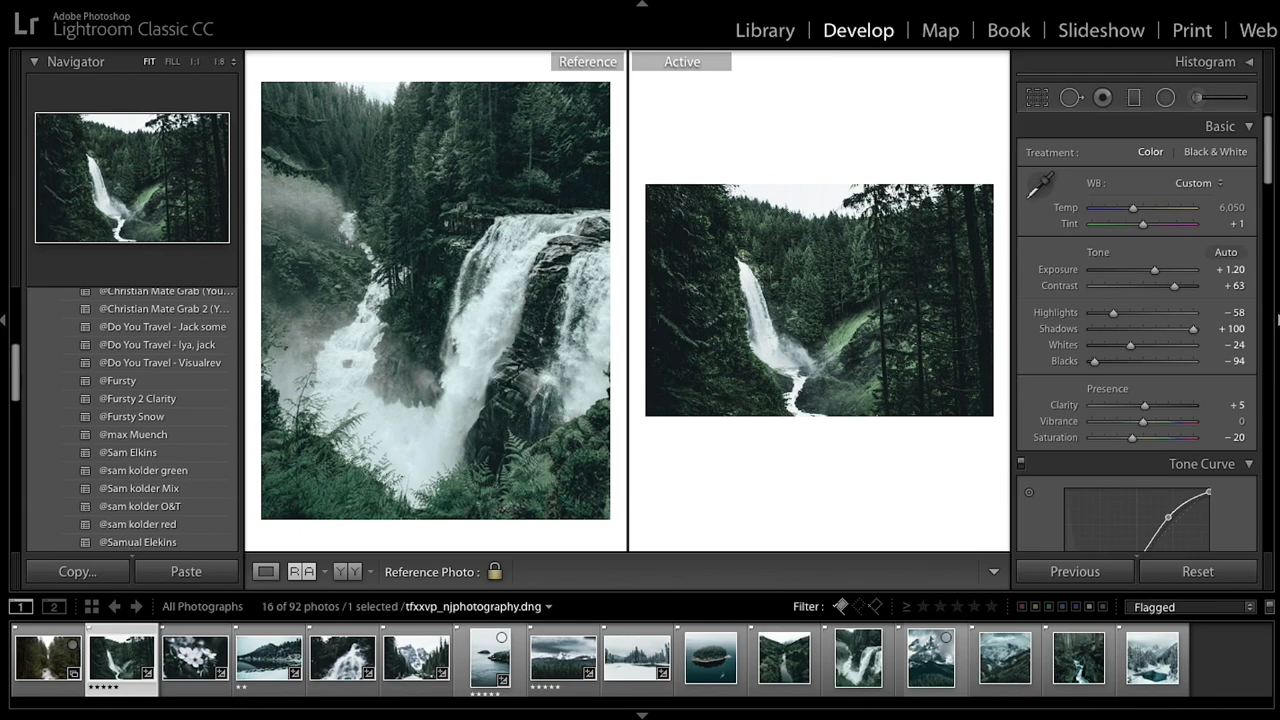 Lr Adobe Photoshop
Lightroom Classic CC
Library | Develop | Map | Book | Slideshow | Print | Web
Navigator FIT FILL 1:1 1:8
Reference
Active
Histogram
Basic
Treatment : Color | Black & White
WB : Custom
Temp 6,050
Tint + 1
Tone Auto
Exposure + 1.20
Contrast + 63
Highlights − 58
Shadows + 100
Whites − 24
Blacks − 94
Presence
Clarity + 5
Vibrance 0
Saturation − 20
Tone Curve
@Christian Mate Grab (You...
@Christian Mate Grab 2 (Y...
@Do You Travel - Jack some
@Do You Travel - lya, jack
@Do You Travel - Visualrev
@Fursty
@Fursty 2 Clarity
@Fursty Snow
@max Muench
@Sam Elkins
@sam kolder green
@Sam kolder Mix
@sam kolder O&T
@sam kolder red
@Samual Elekins
Copy... Paste
R A Y Y Reference Photo :
Previous Reset
1 2 All Photographs 16 of 92 photos / 1 selected / tfxxvp_njphotography.dng
Filter : ≥ ★★★★★ Flagged
★★★★★ ★★ ★★★★★ ★★★★★